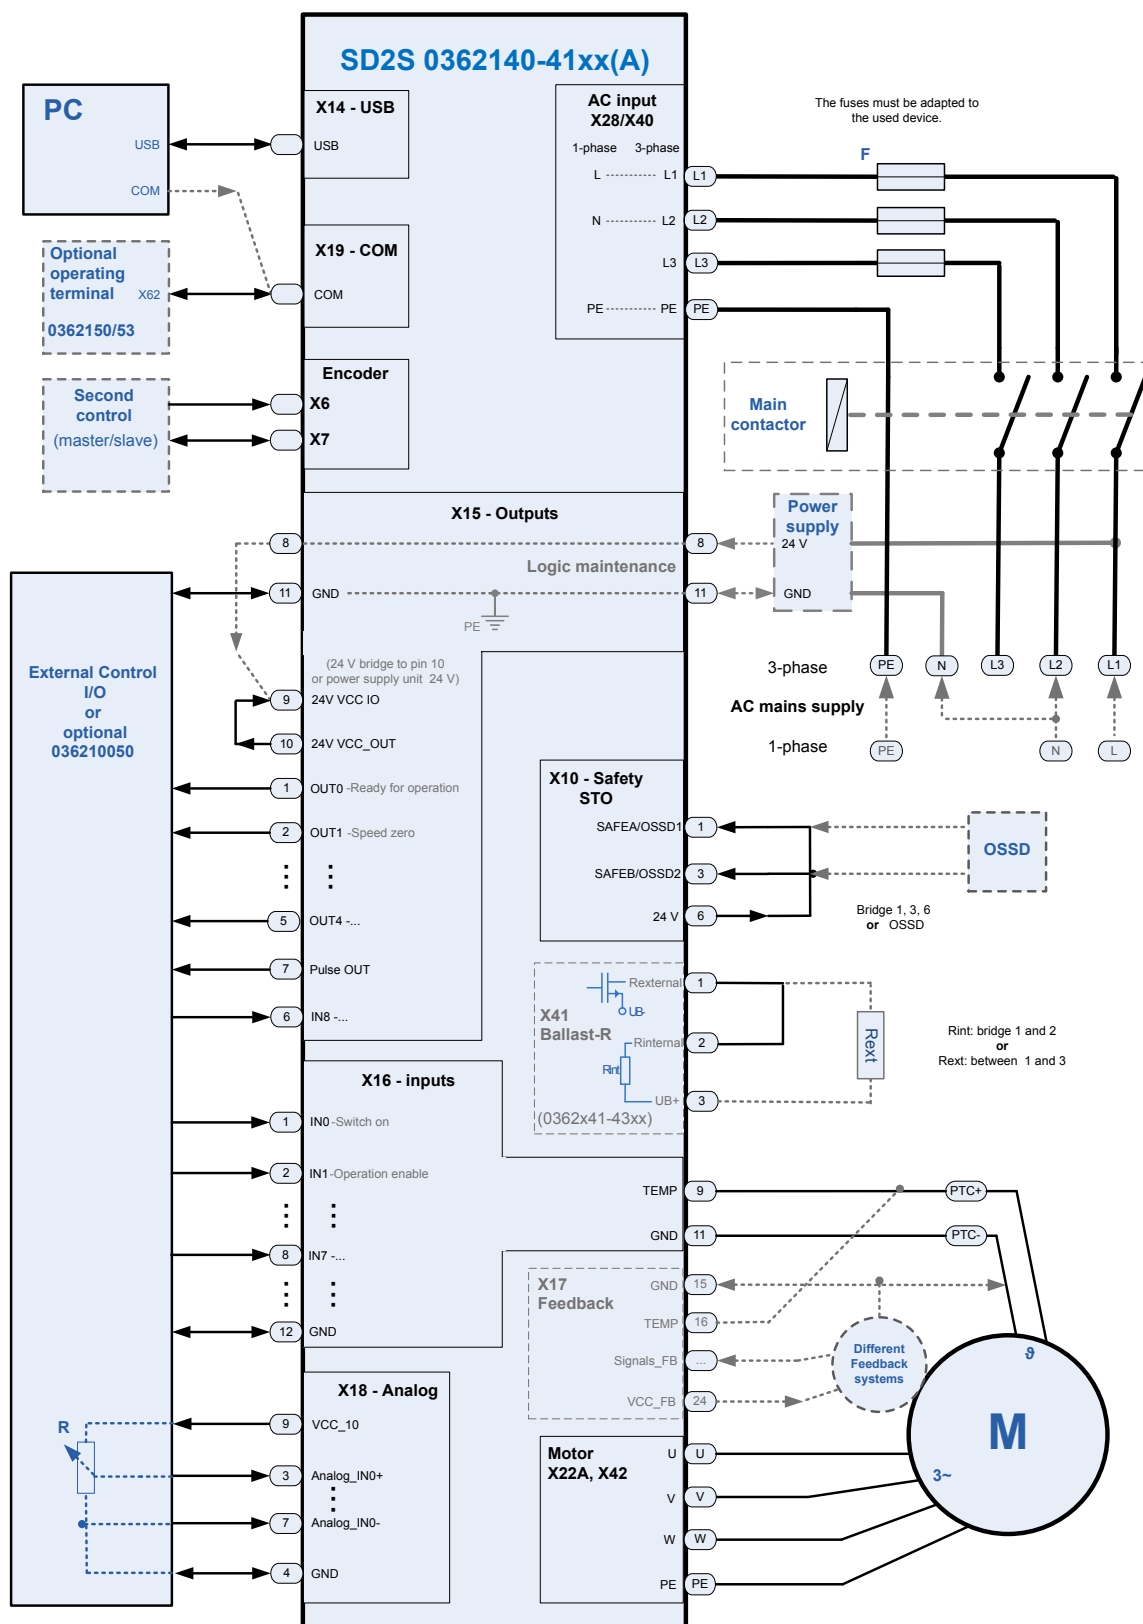 SD2S 0362140-41xx(A)
PC
USB
COM
X14 - USB
USB
AC input
X28/X40
1-phase 3-phase
L L1 L1
N L2 L2
L3 L3
PE PE PE
The fuses must be adapted to
the used device.
F
Optional
operating
terminal
X62
0362150/53
X19 - COM
COM
Second
control
(master/slave)
Encoder
X6
X7
Main
contactor
X15 - Outputs
8
8
Logic maintenance
11 GND
11
PE
Power
supply
24 V
GND
(24 V bridge to pin 10
or power supply unit 24 V)
9 24V VCC IO
10 24V VCC_OUT
1 OUT0 -Ready for operation
2 OUT1 -Speed zero
5 OUT4 -...
7 Pulse OUT
6 IN8 -...
External Control
I/O
or
optional
036210050
3-phase PE N L3 L2 L1
AC mains supply
1-phase PE N L
X10 - Safety
STO
SAFEA/OSSD1 1
SAFEB/OSSD2 3
24 V 6
OSSD
Bridge 1, 3, 6
or OSSD
X41
Ballast-R
Rexternal 1
UB-
Rinternal 2
Rint
UB+ 3
(0362x41-43xx)
Rext
Rint: bridge 1 and 2
or
Rext: between 1 and 3
X16 - inputs
1 IN0 -Switch on
2 IN1 -Operation enable
8 IN7 -...
12 GND
TEMP 9
GND 11
PTC+
PTC-
X17
Feedback
GND 15
TEMP 16
Signals_FB ...
VCC_FB 24
Different
Feedback
systems
ϑ
M
3~
X18 - Analog
9 VCC_10
3 Analog_IN0+
7 Analog_IN0-
4 GND
R
Motor
X22A, X42
U U
V V
W W
PE PE